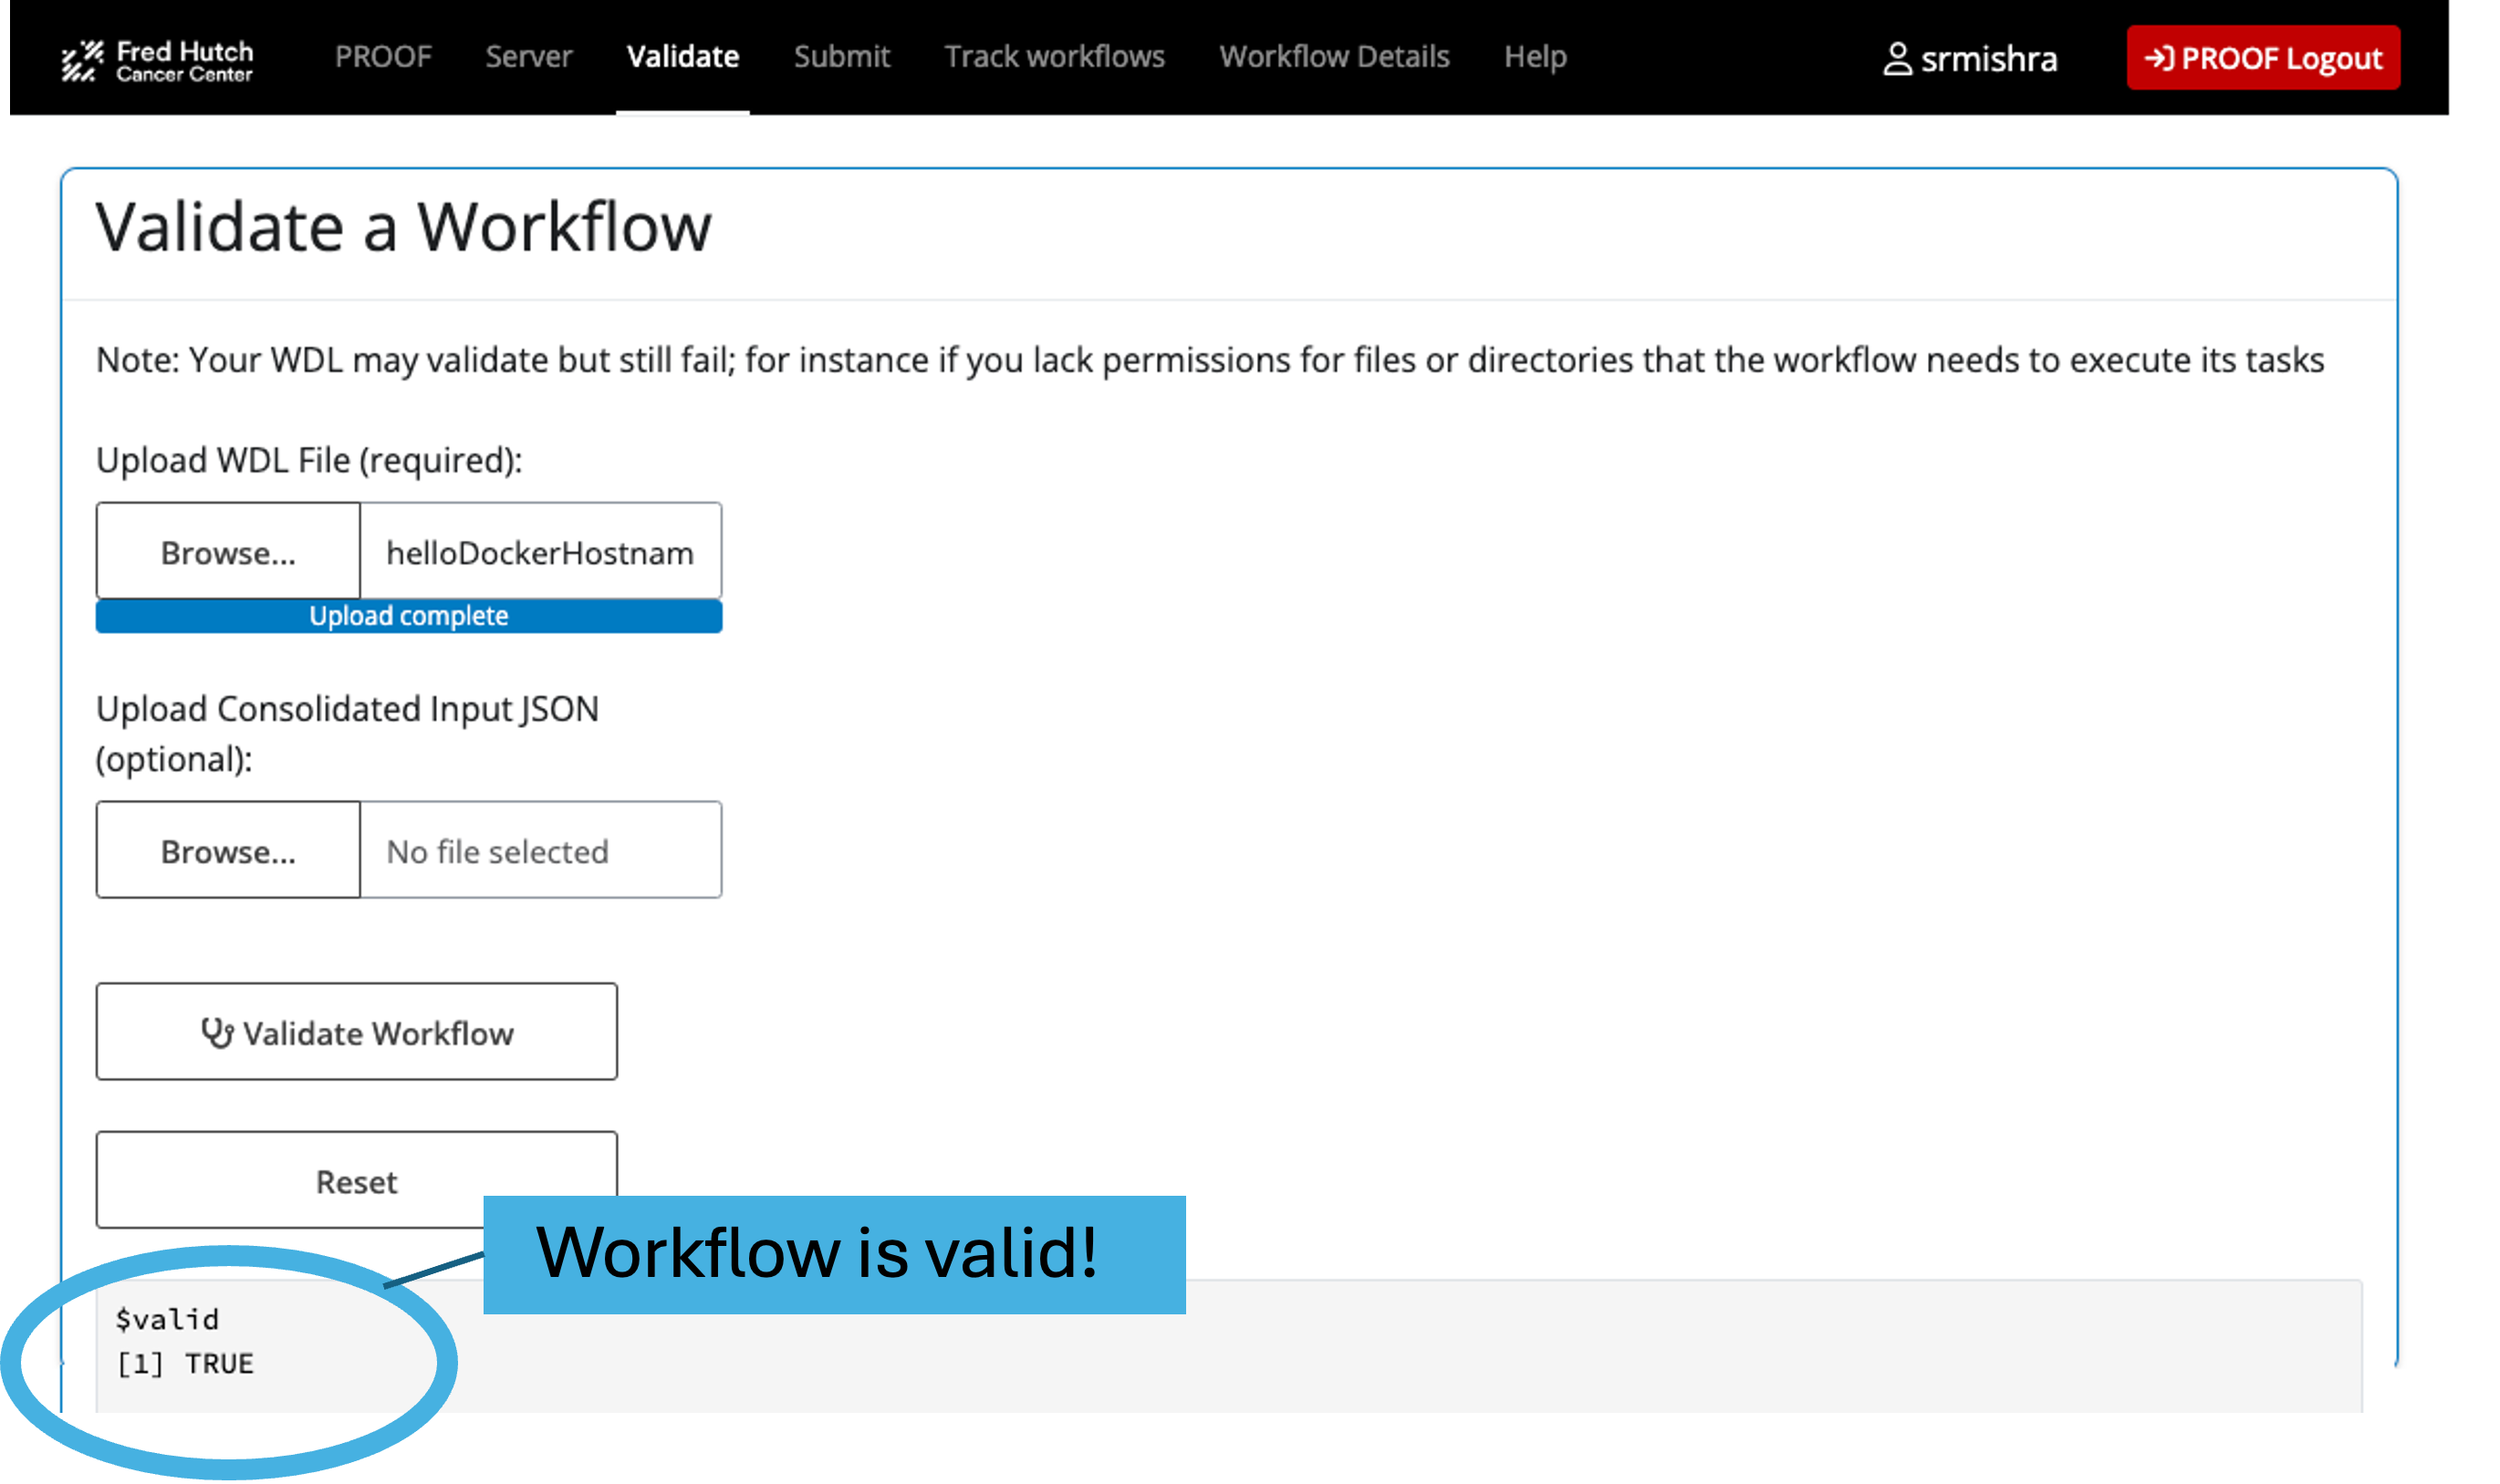 Fred Hutch
Cancer Center
PROOF Server Validate Submit Track workflows Workflow Details Help srmishra PROOF Logout
Validate a Workflow
Note: Your WDL may validate but still fail; for instance if you lack permissions for files or directories that the workflow needs to execute its tasks
Upload WDL File (required):
Browse... helloDockerHostnam
Upload complete
Upload Consolidated Input JSON
(optional):
Browse... No file selected
Validate Workflow
Reset
Workflow is valid!
$valid
[1] TRUE